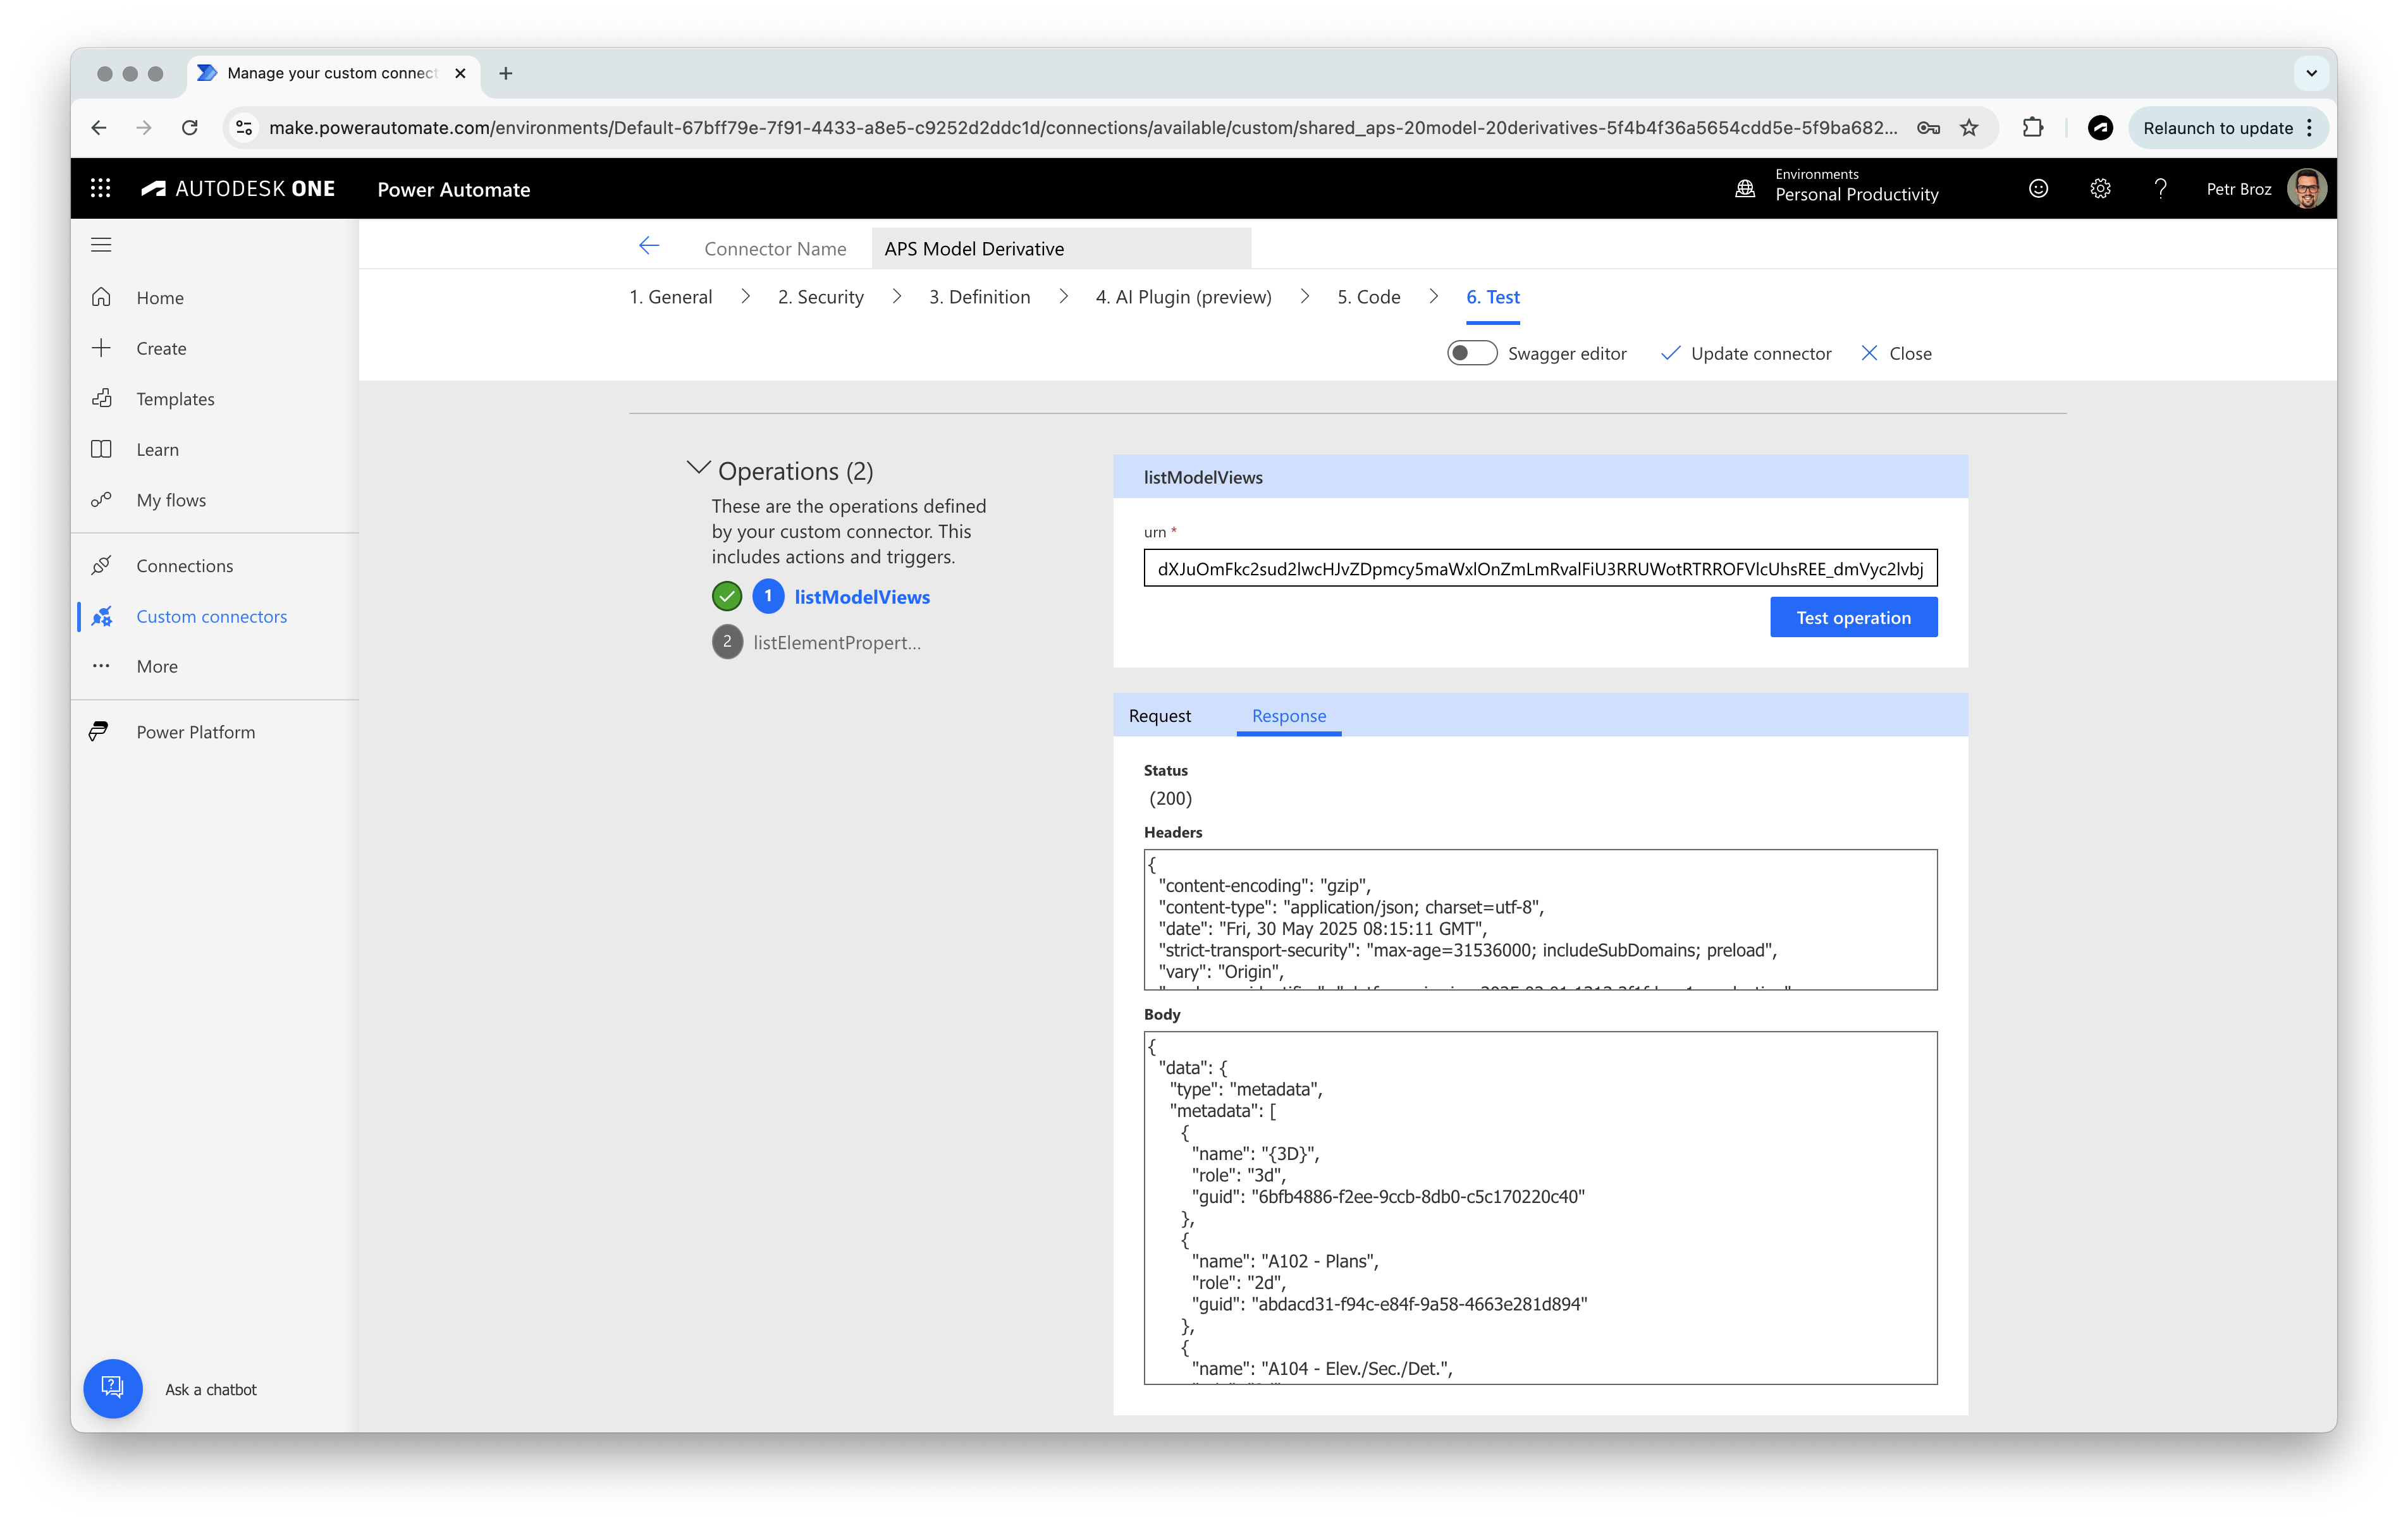 Manage your custom connect
make.powerautomate.com/environments/Default-67bff79e-7f91-4433-a8e5-c9252d2ddc1d/connections/available/custom/shared_aps-20model-20derivatives-5f4b4f36a5654cdd5e-5f9ba682...
Relaunch to update
AUTODESK ONE
Power Automate
Environments
Personal Productivity
Petr Broz
Home
Create
Templates
Learn
My flows
Connections
Custom connectors
More
Power Platform
Ask a chatbot
Connector Name
APS Model Derivative
1. General
2. Security
3. Definition
4. AI Plugin (preview)
5. Code
6. Test
Swagger editor
Update connector
Close
Operations (2)
These are the operations defined
by your custom connector. This
includes actions and triggers.
1 listModelViews
2 listElementPropert...
listModelViews
urn *
dXJuOmFkc2sud2lwcHJvZDpmcy5maWxlOnZmLmRvalFiU3RRUWotRTRROFVlcUhsREE_dmVyc2lvbj
Test operation
Request
Response
Status
(200)
Headers
{
"content-encoding": "gzip",
"content-type": "application/json; charset=utf-8",
"date": "Fri, 30 May 2025 08:15:11 GMT",
"strict-transport-security": "max-age=31536000; includeSubDomains; preload",
"vary": "Origin",
Body
{
"data": {
"type": "metadata",
"metadata": [
{
"name": "{3D}",
"role": "3d",
"guid": "6bfb4886-f2ee-9ccb-8db0-c5c170220c40"
},
{
"name": "A102 - Plans",
"role": "2d",
"guid": "abdacd31-f94c-e84f-9a58-4663e281d894"
},
{
"name": "A104 - Elev./Sec./Det.",